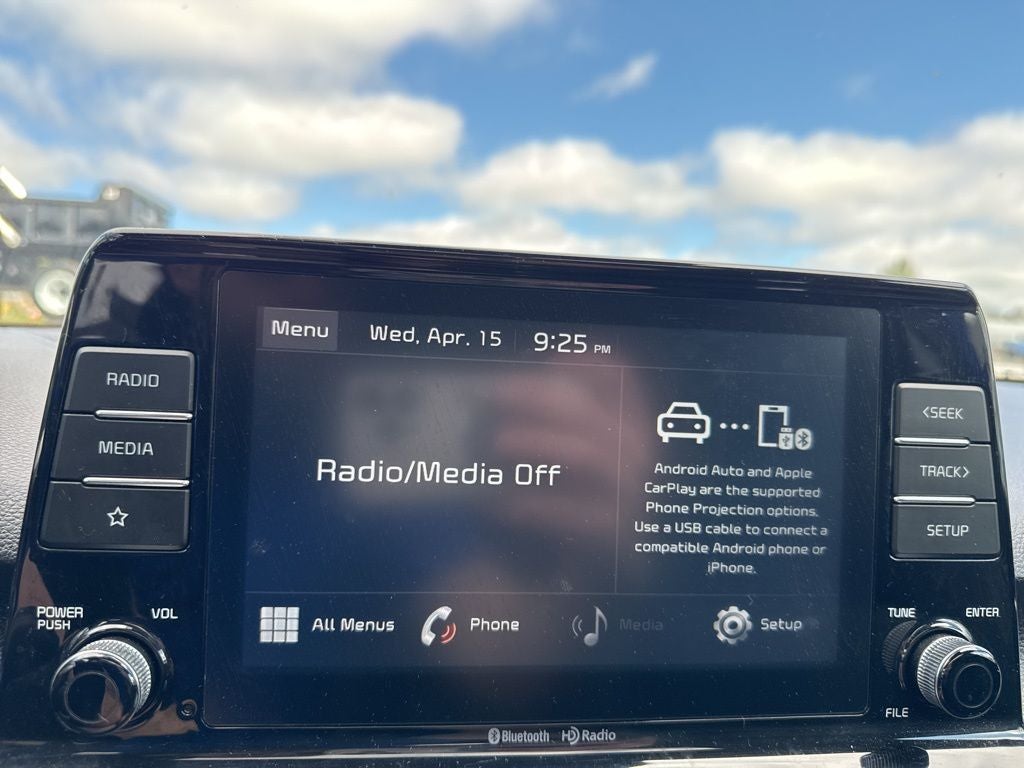 Menu
Wed, Apr. 15
9:25 PM
RADIO
MEDIA
<SEEK
TRACK>
SETUP
Radio/Media Off
Android Auto and Apple
CarPlay are the supported
Phone Projection options.
Use a USB cable to connect a
compatible Android phone or
iPhone.
All Menus
Phone
Media
Setup
POWER
PUSH
VOL
TUNE
ENTER
FILE
Bluetooth
HD Radio